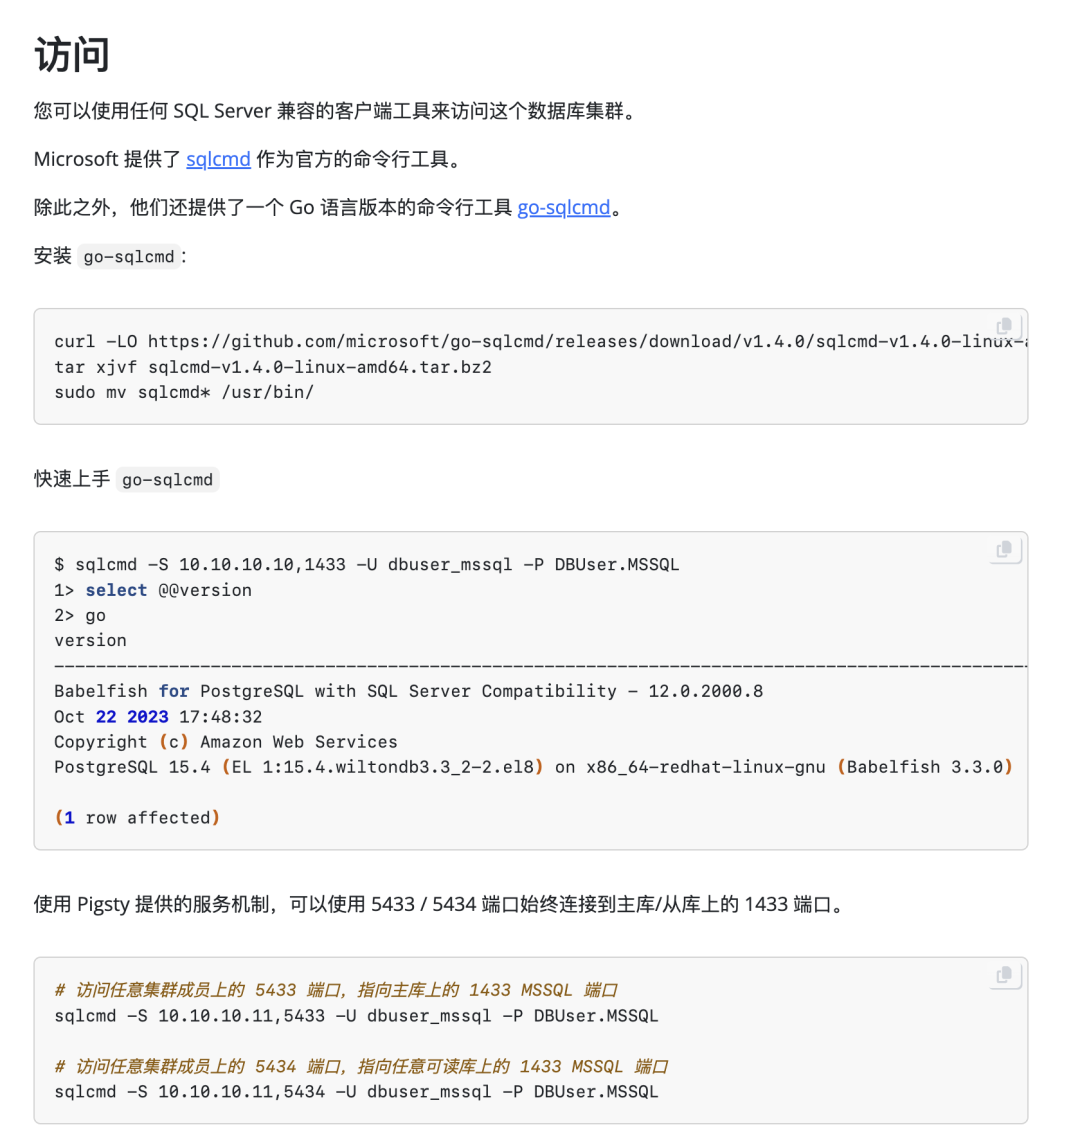 访问
您可以使用任何 SQL Server 兼容的客户端工具来访问这个数据库集群。
Microsoft 提供了 sqlcmd 作为官方的命令行工具。
除此之外，他们还提供了一个 Go 语言版本的命令行工具 go-sqlcmd。
安装 go-sqlcmd：
curl -LO https://github.com/microsoft/go-sqlcmd/releases/download/v1.4.0/sqlcmd-v1.4.0-linux-a
tar xjvf sqlcmd-v1.4.0-linux-amd64.tar.bz2
sudo mv sqlcmd* /usr/bin/
快速上手 go-sqlcmd
$ sqlcmd -S 10.10.10.10,1433 -U dbuser_mssql -P DBUser.MSSQL
1> select @@version
2> go
version
----------------------------------------------------------------------------------------------
Babelfish for PostgreSQL with SQL Server Compatibility - 12.0.2000.8
Oct 22 2023 17:48:32
Copyright (c) Amazon Web Services
PostgreSQL 15.4 (EL 1:15.4.wiltondb3.3_2-2.el8) on x86_64-redhat-linux-gnu (Babelfish 3.3.0)
(1 row affected)
使用 Pigsty 提供的服务机制，可以使用 5433 / 5434 端口始终连接到主库/从库上的 1433 端口。
# 访问任意集群成员上的 5433 端口，指向主库上的 1433 MSSQL 端口
sqlcmd -S 10.10.10.11,5433 -U dbuser_mssql -P DBUser.MSSQL
# 访问任意集群成员上的 5434 端口，指向任意可读库上的 1433 MSSQL 端口
sqlcmd -S 10.10.10.11,5434 -U dbuser_mssql -P DBUser.MSSQL